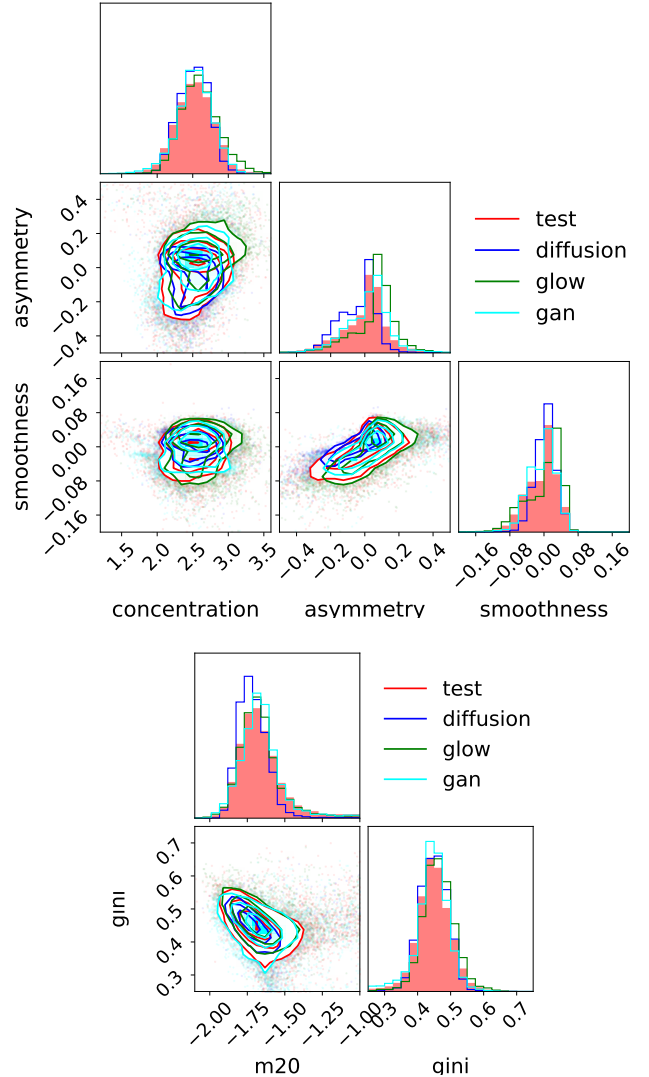 asymmetry
0.4
0.2
0.0
−0.2
−0.4
test
diffusion
glow
gan
smoothness
0.16
0.08
0.00
−0.08
−0.16
1.5 2.0 2.5 3.0 3.5
−0.4 −0.2 0.0 0.2 0.4
−0.16 −0.08 0.00 0.08 0.16
concentration asymmetry smoothness
test
diffusion
glow
gan
gini
0.7
0.6
0.5
0.4
0.3
−2.00 −1.75 −1.50 −1.25 −1.00
0.3 0.4 0.5 0.6 0.7
m20 gini